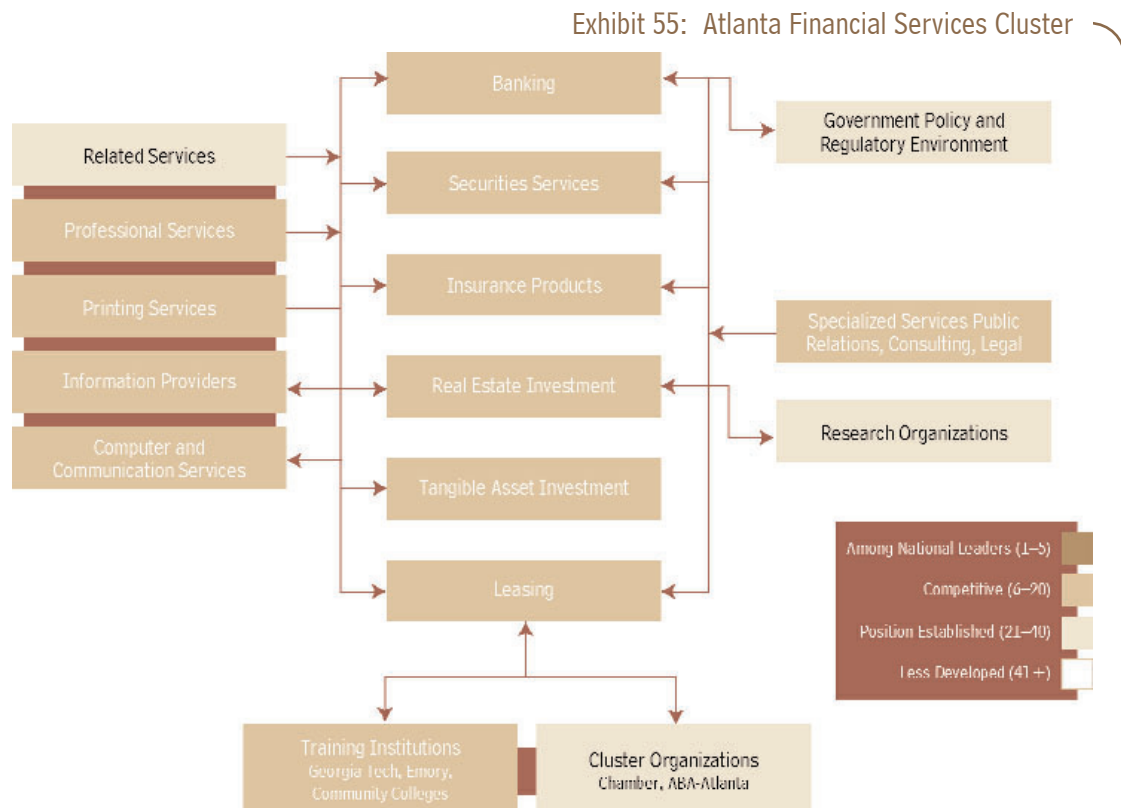 Exhibit 55: Atlanta Financial Services Cluster
Banking
Government Policy and
Regulatory Environment
Related Services
Securities Services
Professional Services
Insurance Products
Printing Services
Specialized Services Public
Relations, Consulting, Legal
Information Providers
Real Estate Investment
Research Organizations
Computer and
Communication Services
Tangible Asset Investment
Leasing
Among National Leaders (1–5)
Competitive (6–20)
Position Established (21–40)
Less Developed (41+)
Training Institutions
Georgia Tech, Emory,
Community Colleges
Cluster Organizations
Chamber, ABA-Atlanta